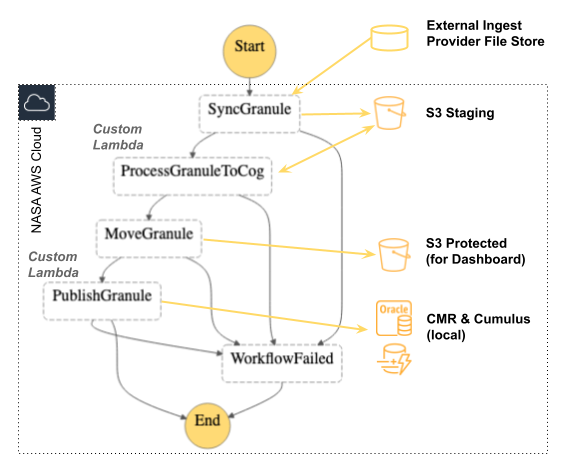 External Ingest
Provider File Store
Start
SyncGranule
S3 Staging
Custom
Lambda
ProcessGranuleToCog
NASA AWS Cloud
MoveGranule
S3 Protected
(for Dashboard)
Custom
Lambda
PublishGranule
Oracle
CMR & Cumulus
(local)
WorkflowFailed
End